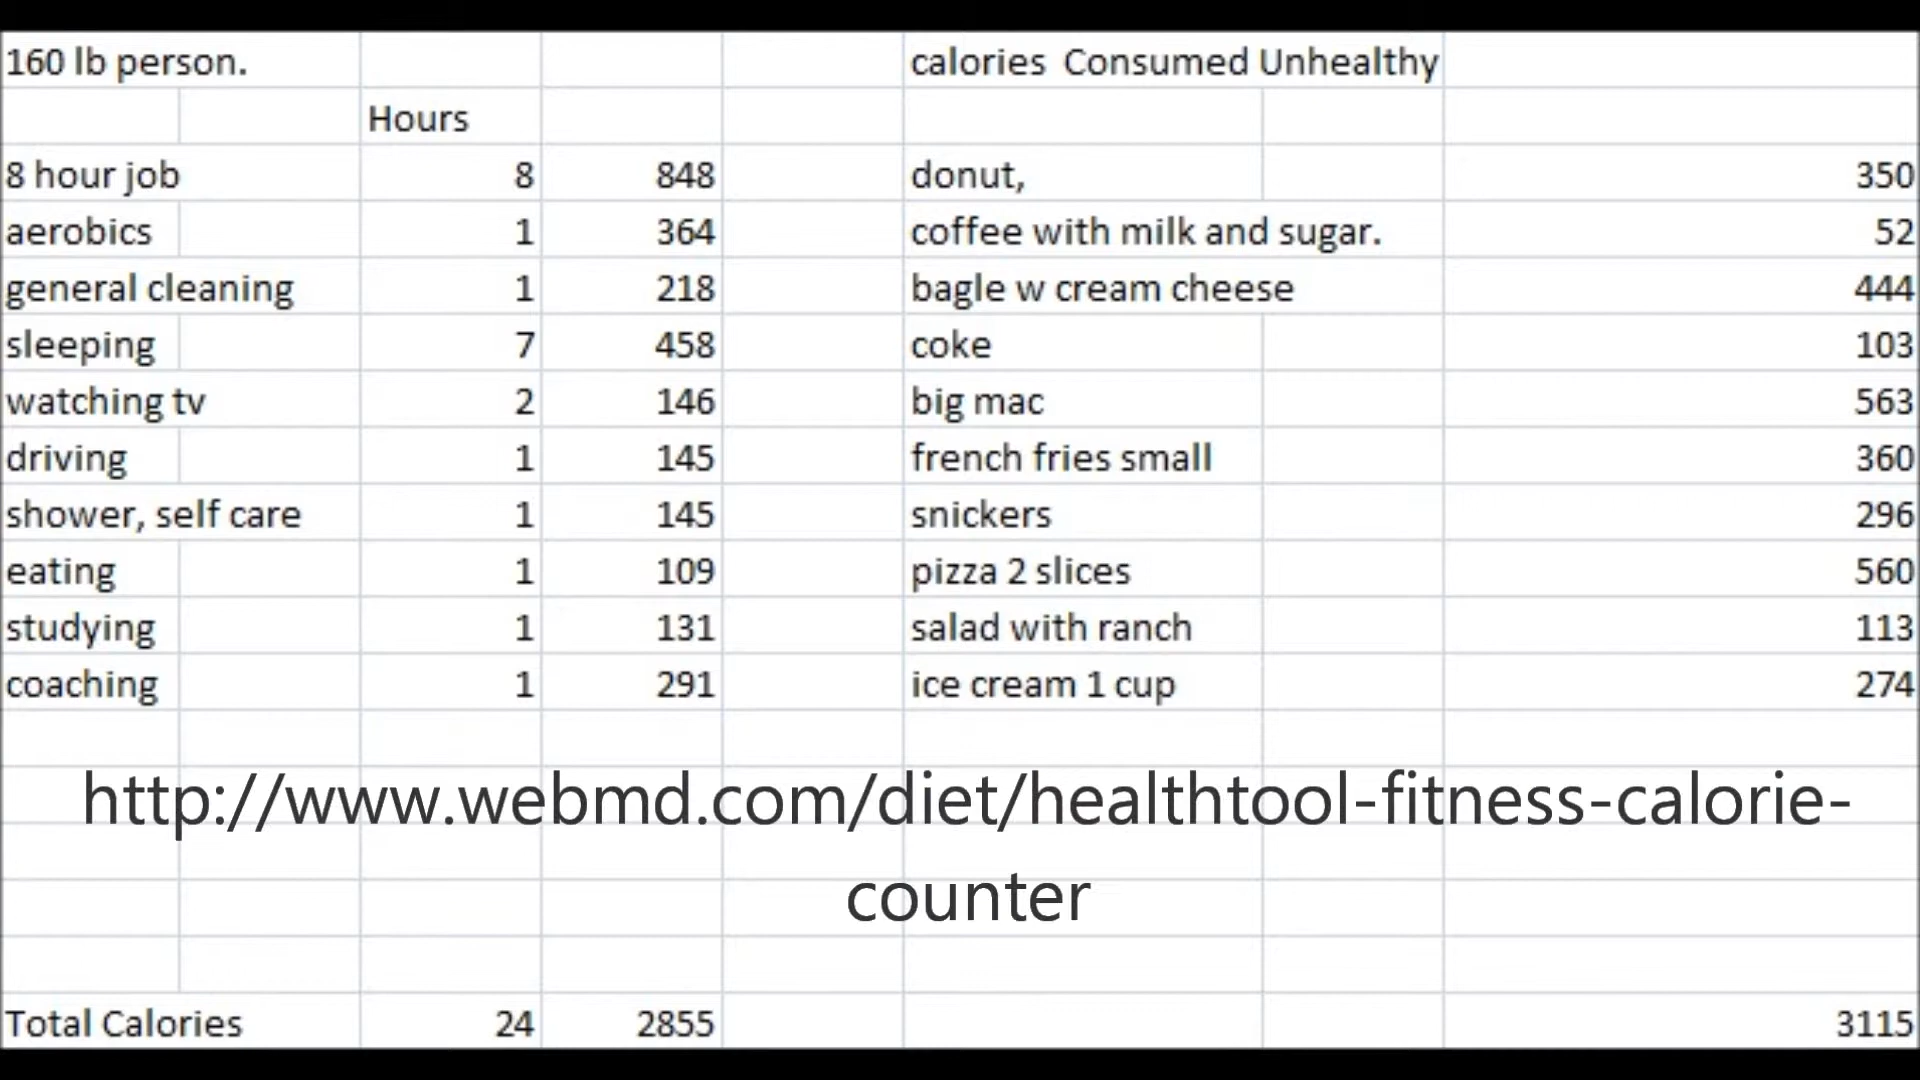 160 lb person. calories Consumed Unhealthy
Hours
8 hour job 8 848 donut, 350
aerobics 1 364 coffee with milk and sugar. 52
general cleaning 1 218 bagle w cream cheese 444
sleeping 7 458 coke 103
watching tv 2 146 big mac 563
driving 1 145 french fries small 360
shower, self care 1 145 snickers 296
eating 1 109 pizza 2 slices 560
studying 1 131 salad with ranch 113
coaching 1 291 ice cream 1 cup 274
http://www.webmd.com/diet/healthtool-fitness-calorie-
counter
Total Calories 24 2855 3115